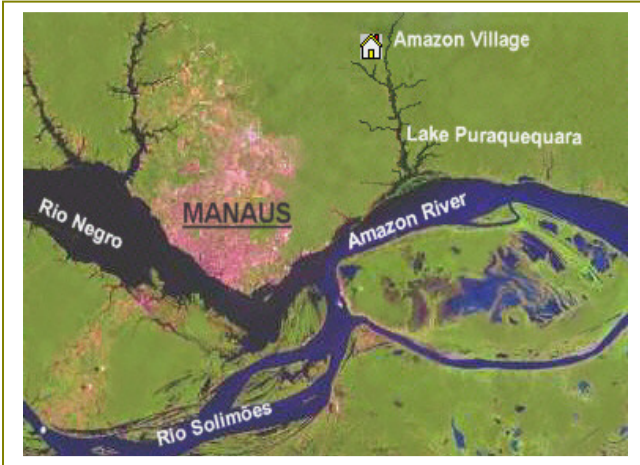 Amazon Village
Lake Puraquequara
Rio Negro
MANAUS
Amazon River
Rio Solimões